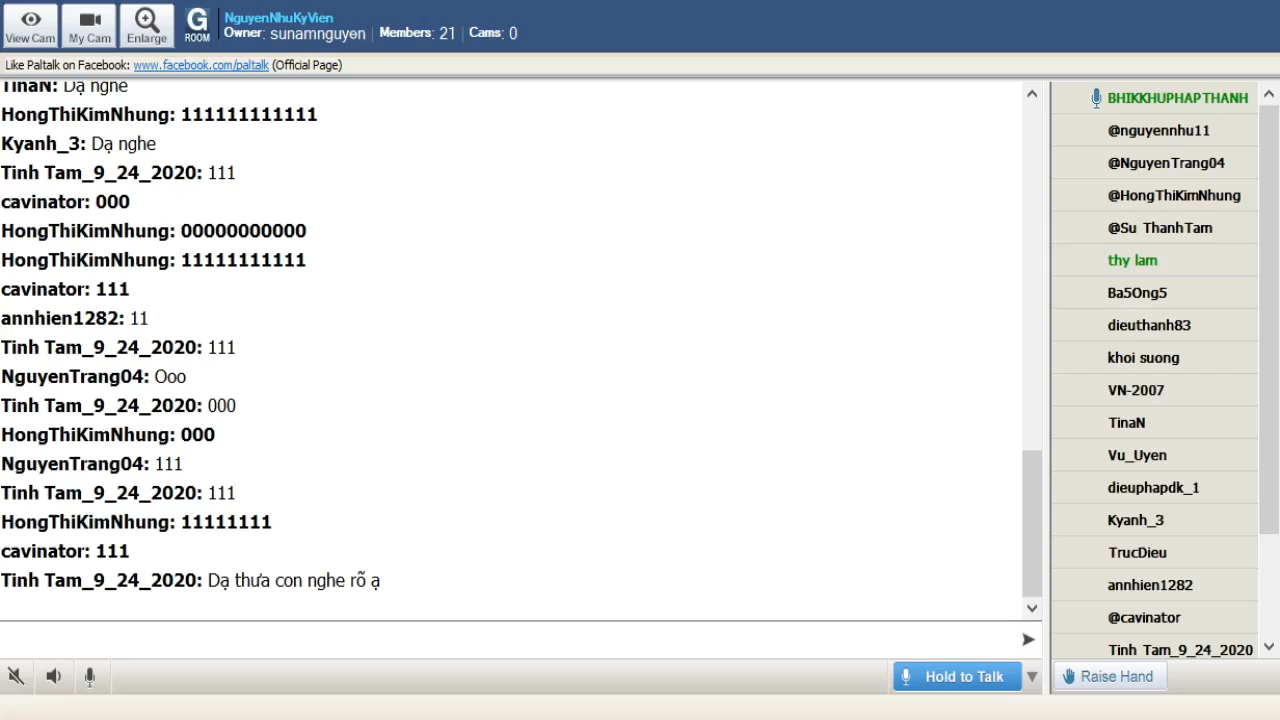 View Cam
My Cam
Enlarge
G
ROOM
NguyenNhuKyVien
Owner: sunamnguyen Members: 21 Cams: 0
Like Paltalk on Facebook: www.facebook.com/paltalk (Official Page)
TinaN: Dạ nghe
HongThiKimNhung: 111111111111
Kyanh_3: Dạ nghe
Tinh Tam_9_24_2020: 111
cavinator: 000
HongThiKimNhung: 00000000000
HongThiKimNhung: 11111111111
cavinator: 111
annhien1282: 11
Tinh Tam_9_24_2020: 111
NguyenTrang04: Ooo
Tinh Tam_9_24_2020: 000
HongThiKimNhung: 000
NguyenTrang04: 111
Tinh Tam_9_24_2020: 111
HongThiKimNhung: 11111111
cavinator: 111
Tinh Tam_9_24_2020: Dạ thưa con nghe rõ ạ
BHIKKHUPHAPTHANH
@nguyennhu11
@NguyenTrang04
@HongThiKimNhung
@Su ThanhTam
thy lam
Ba5Ong5
dieuthanh83
khoi suong
VN-2007
TinaN
Vu_Uyen
dieuphapdk_1
Kyanh_3
TrucDieu
annhien1282
@cavinator
Tinh Tam_9_24_2020
Hold to Talk
Raise Hand